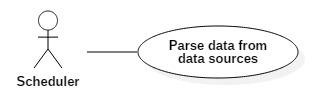 Parse data from
data sources
Scheduler